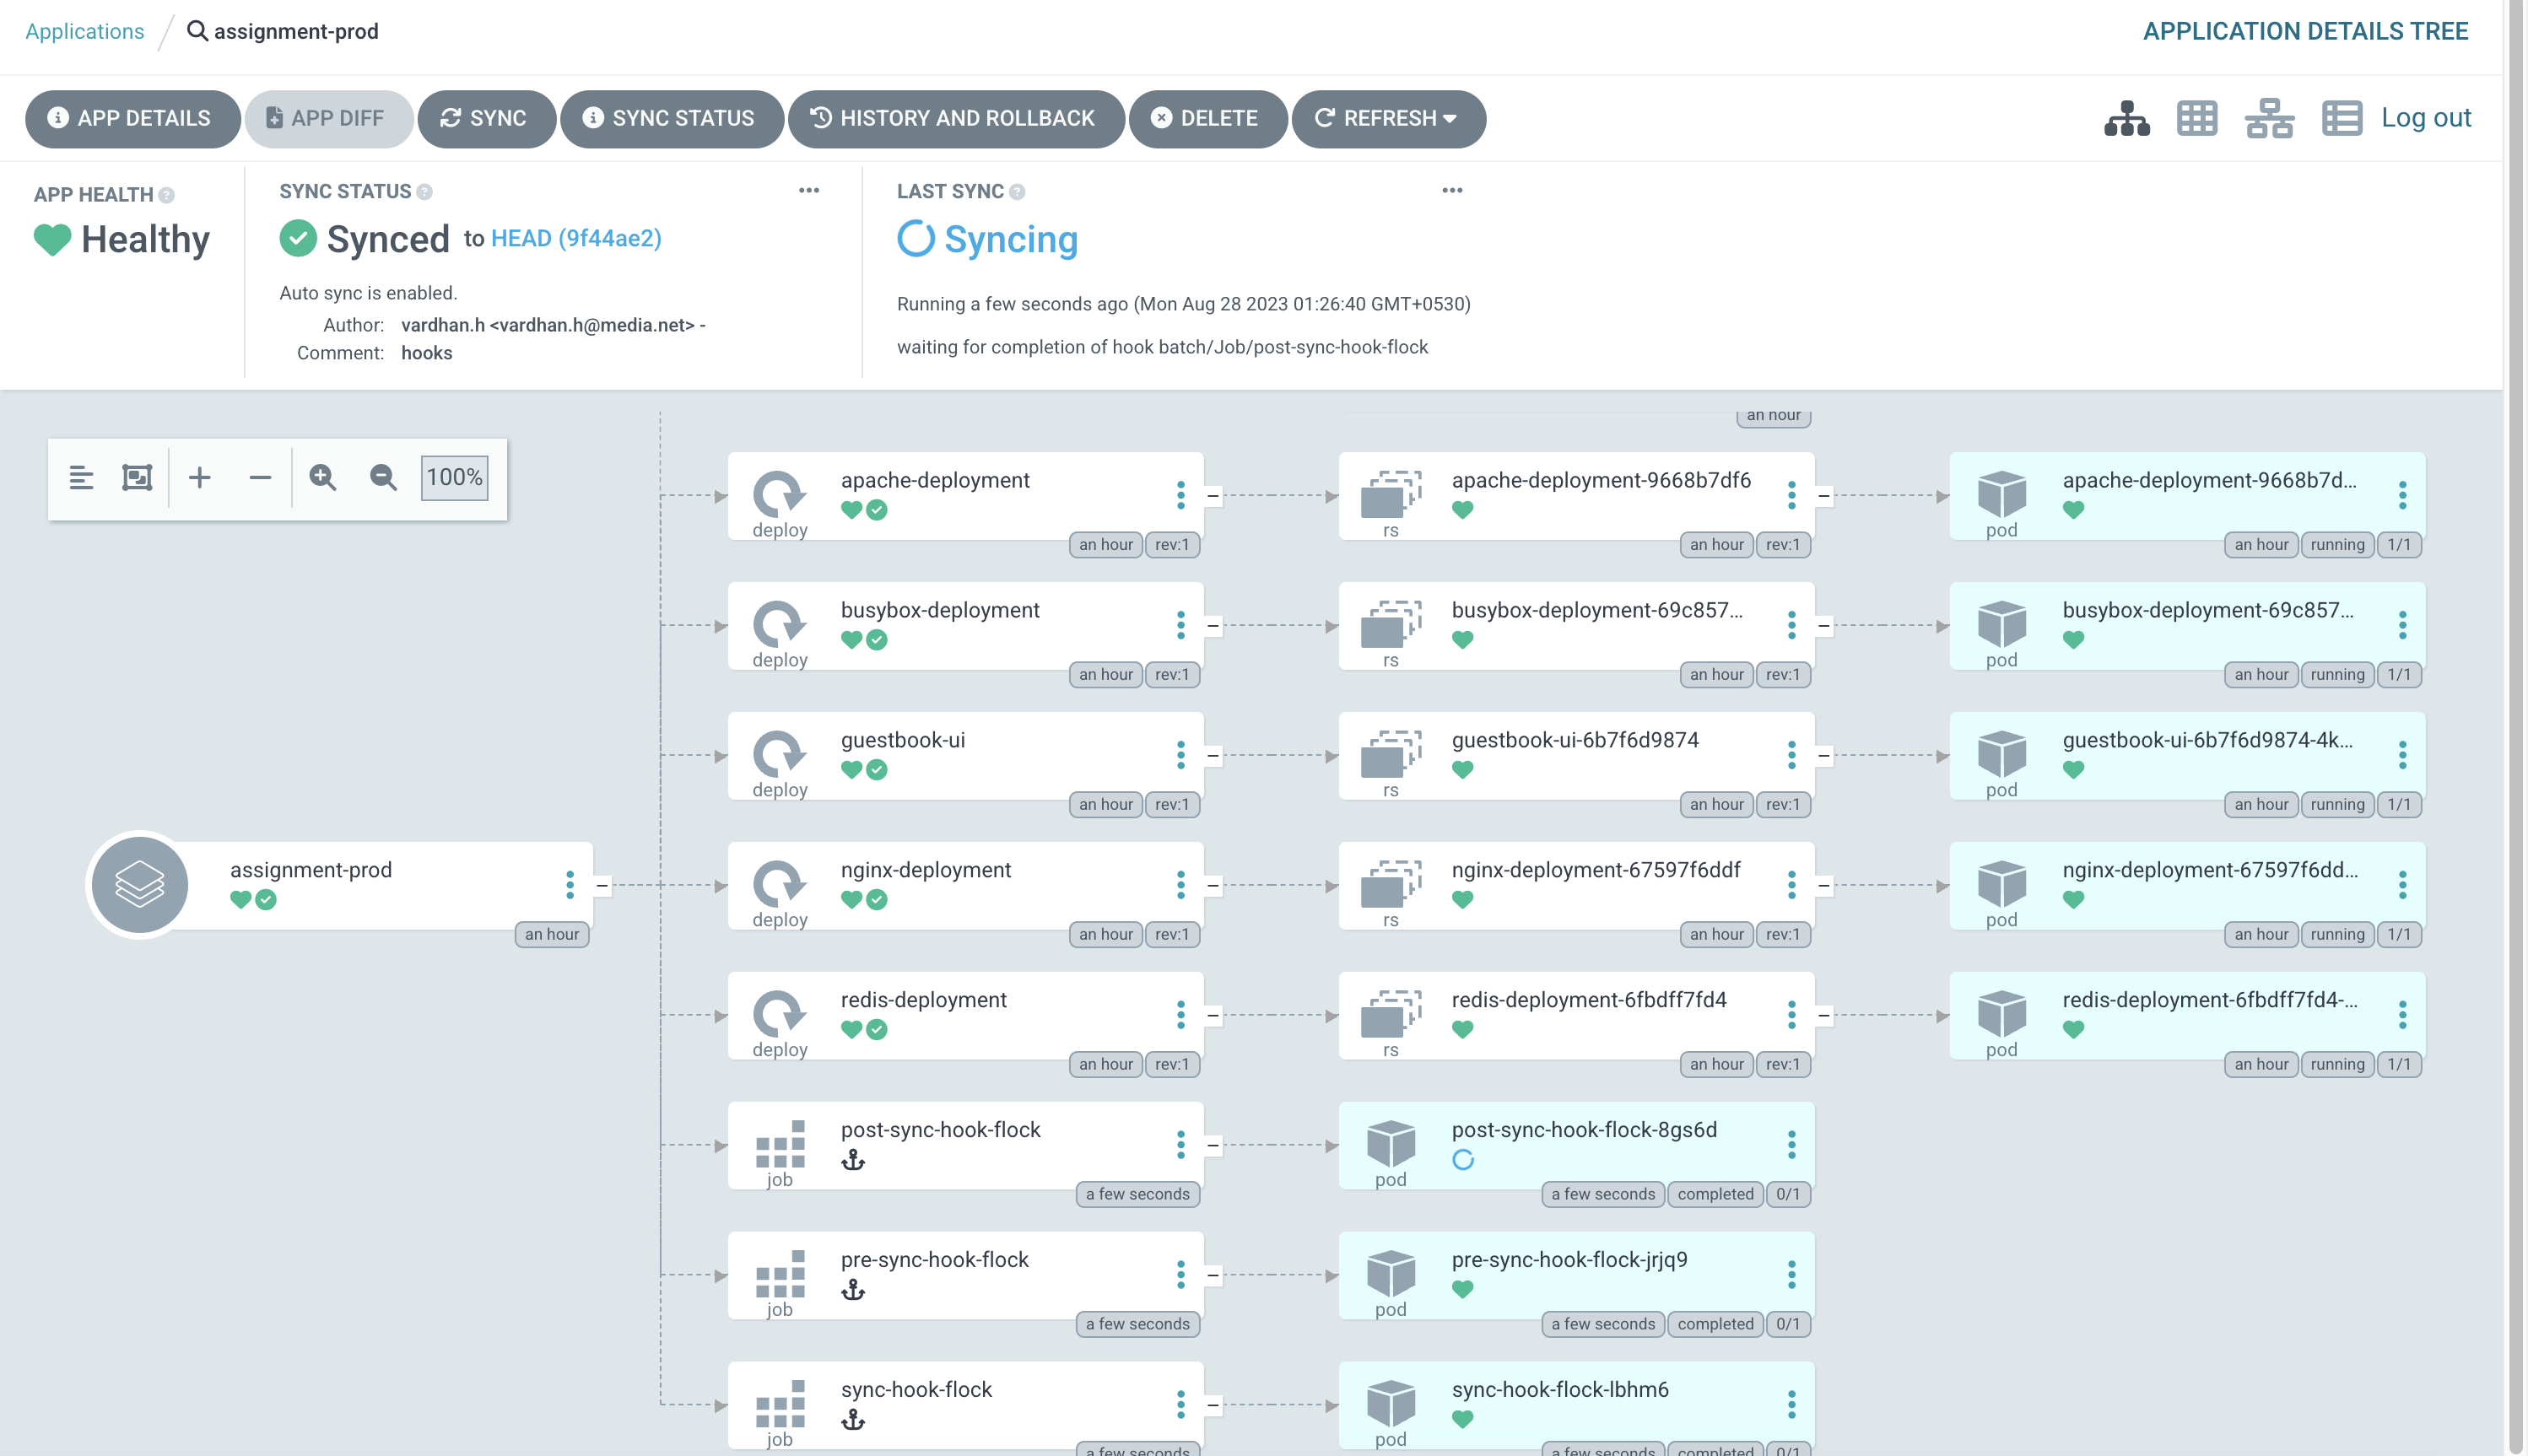 Applications / assignment-prod
APPLICATION DETAILS TREE
APP DETAILS
APP DIFF
SYNC
SYNC STATUS
HISTORY AND ROLLBACK
DELETE
REFRESH
Log out
APP HEALTH
Healthy
SYNC STATUS
Synced to HEAD (9f44ae2)
Auto sync is enabled.
Author: vardhan.h <vardhan.h@media.net> -
Comment: hooks
LAST SYNC
Syncing
Running a few seconds ago (Mon Aug 28 2023 01:26:40 GMT+0530)
waiting for completion of hook batch/Job/post-sync-hook-flock
100%
an hour
assignment-prod
an hour
apache-deployment
deploy
an hour rev:1
apache-deployment-9668b7df6
rs
an hour rev:1
apache-deployment-9668b7d...
pod
an hour running 1/1
busybox-deployment
deploy
an hour rev:1
busybox-deployment-69c857...
rs
an hour rev:1
busybox-deployment-69c857...
pod
an hour running 1/1
guestbook-ui
deploy
an hour rev:1
guestbook-ui-6b7f6d9874
rs
an hour rev:1
guestbook-ui-6b7f6d9874-4k...
pod
an hour running 1/1
nginx-deployment
deploy
an hour rev:1
nginx-deployment-67597f6ddf
rs
an hour rev:1
nginx-deployment-67597f6dd...
pod
an hour running 1/1
redis-deployment
deploy
an hour rev:1
redis-deployment-6fbdff7fd4
rs
an hour rev:1
redis-deployment-6fbdff7fd4-...
pod
an hour running 1/1
post-sync-hook-flock
job
a few seconds
post-sync-hook-flock-8gs6d
pod
a few seconds completed 0/1
pre-sync-hook-flock
job
a few seconds
pre-sync-hook-flock-jrjq9
pod
a few seconds completed 0/1
sync-hook-flock
job
a few seconds
sync-hook-flock-lbhm6
pod
a few seconds completed 0/1